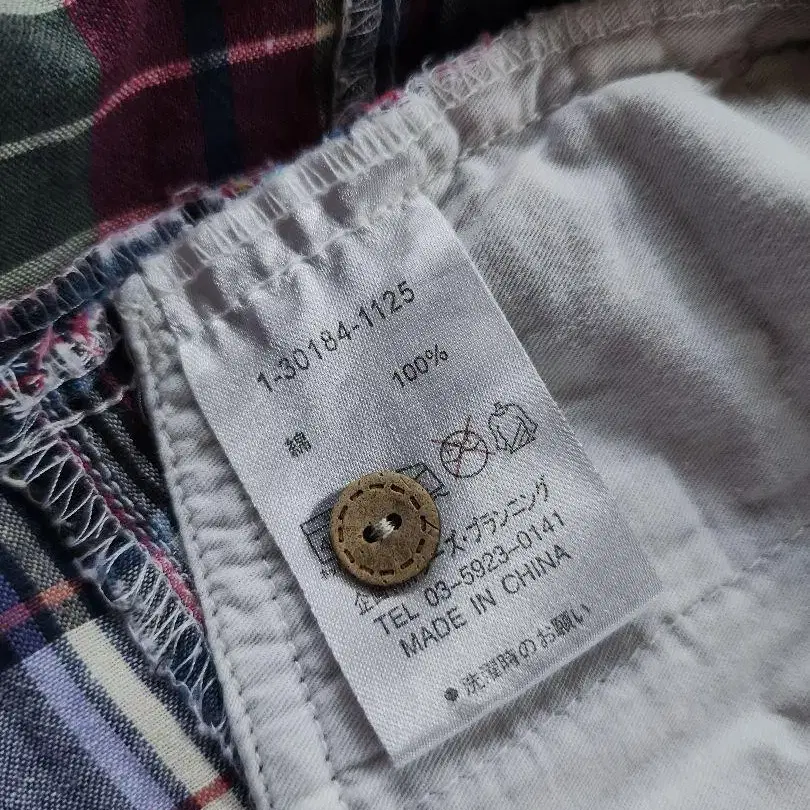 1-30184-1125
綿 100%
企 ーズ・プランニング
TEL 03-5923-0141
MADE IN CHINA
●洗濯時のお願い